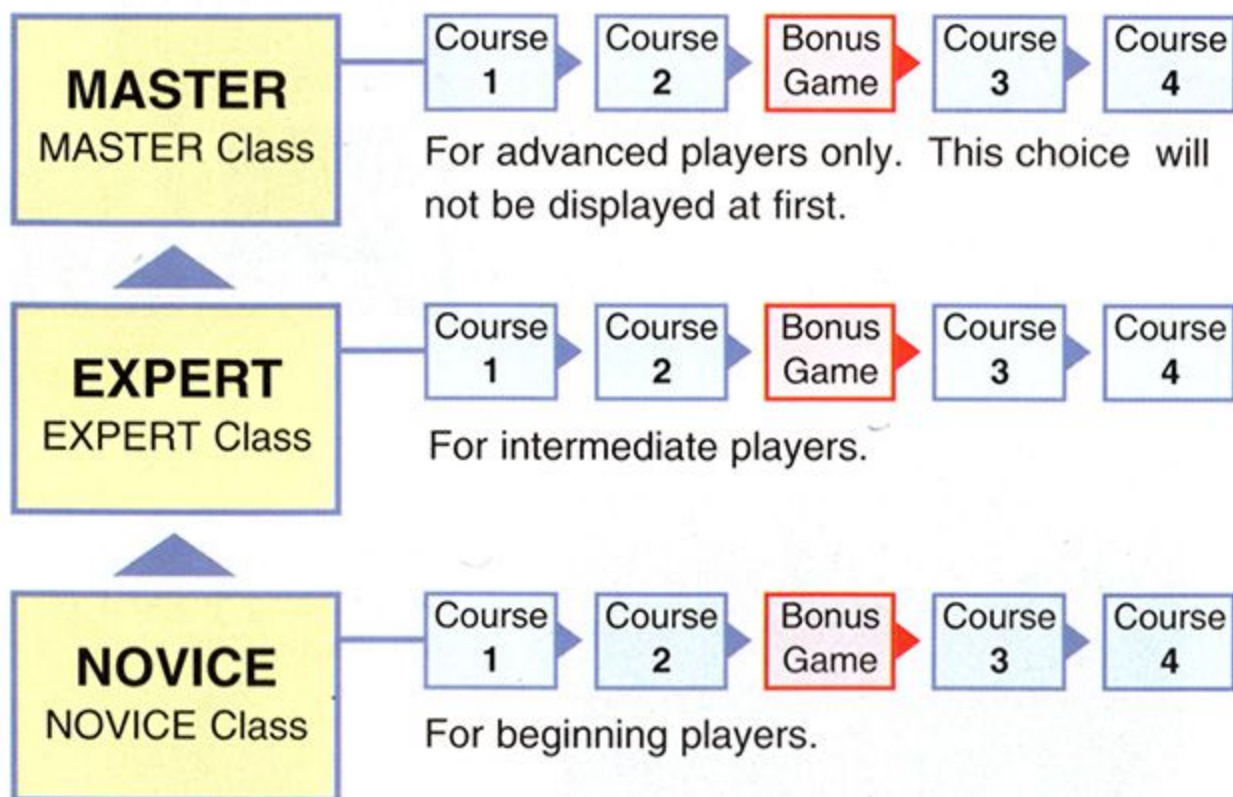 MASTER
MASTER Class
Course 1
Course 2
Bonus Game
Course 3
Course 4
For advanced players only. This choice will
not be displayed at first.
EXPERT
EXPERT Class
Course 1
Course 2
Bonus Game
Course 3
Course 4
For intermediate players.
NOVICE
NOVICE Class
Course 1
Course 2
Bonus Game
Course 3
Course 4
For beginning players.